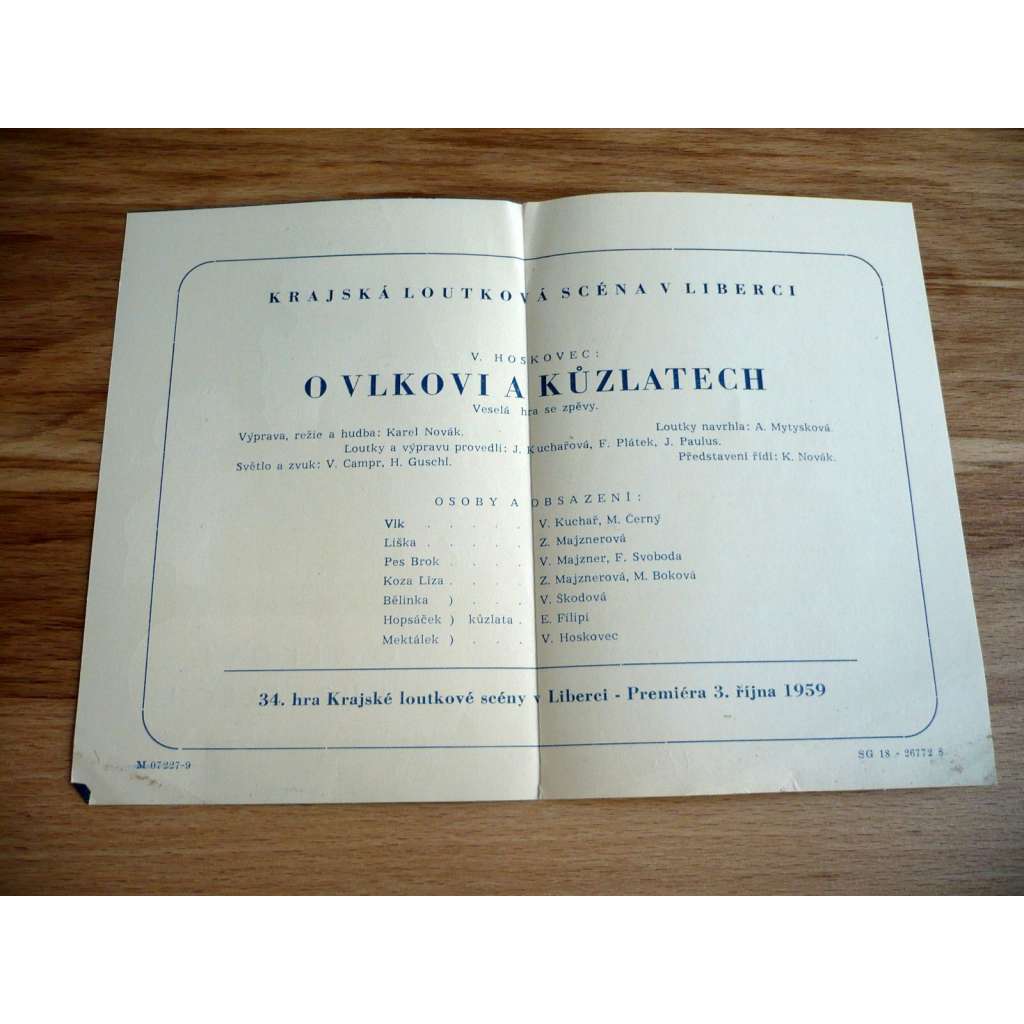 KRAJSKÁ LOUTKOVÁ SCÉNA V LIBERCI
V. HOSKOVEC:
O VLKOVI A KŮZLATECH
Veselá hra se zpěvy.
Výprava, režie a hudba: Karel Novák. Loutky navrhla: A. Mytysková.
Loutky a výpravu provedli: J. Kuchařová, F. Plátek, J. Paulus.
Světlo a zvuk: V. Campr, H. Guschl. Představení řídí: K. Novák.
OSOBY A OBSAZENÍ:
Vlk . . . . . V. Kuchař, M. Černý
Liška . . . . . Z. Majznerová
Pes Brok . . . . V. Majzner, F. Svoboda
Koza Líza . . . . Z. Majznerová, M. Boková
Bělinka ) . . . V. Škodová
Hopsáček ) kůzlata . E. Filipi
Mektálek ) . . . V. Hoskovec
34. hra Krajské loutkové scény v Liberci - Premiéra 3. října 1959
M 07227-9 SG 18 - 26772 8